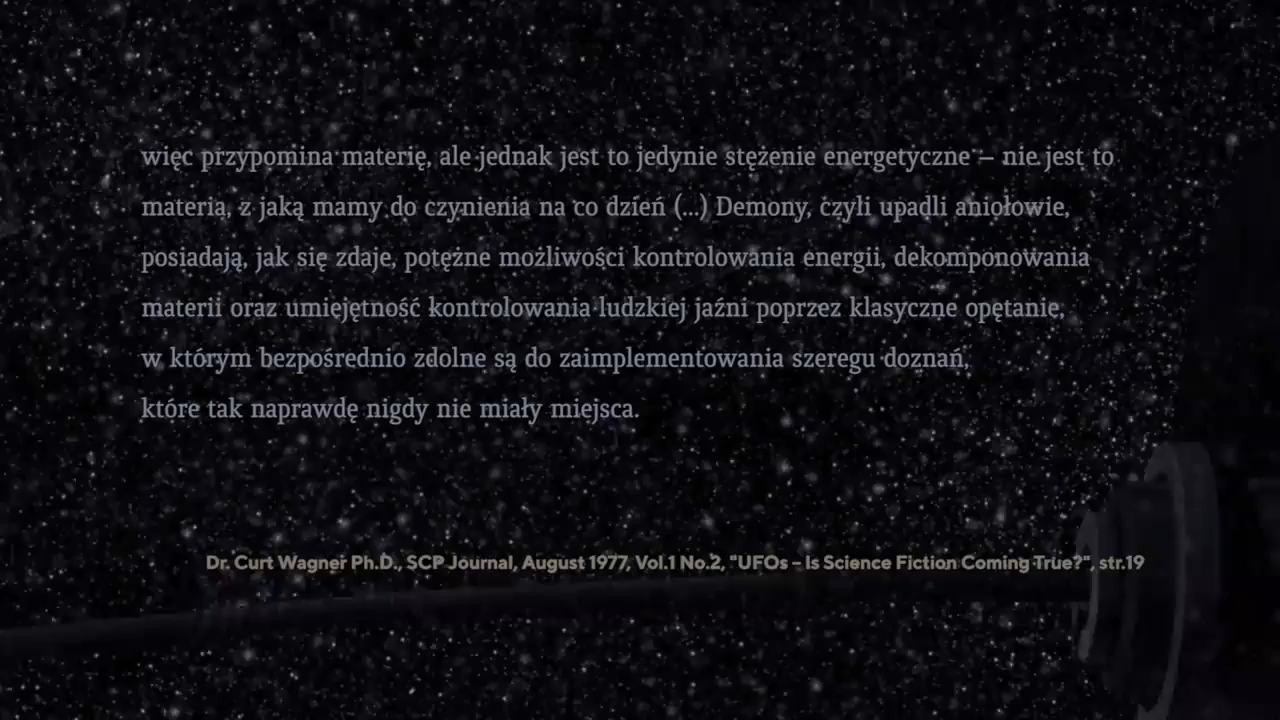 więc przypomina materię, ale jednak jest to jedynie stężenie energetyczne – nie jest to
materia, z jaką mamy do czynienia na co dzień (...) Demony, czyli upadli aniołowie,
posiadają, jak się zdaje, potężne możliwości kontrolowania energii, dekomponowania
materii oraz umiejętność kontrolowania ludzkiej jaźni poprzez klasyczne opętanie,
w którym bezpośrednio zdolne są do zaimplementowania szeregu doznań,
które tak naprawdę nigdy nie miały miejsca.
Dr. Curt Wagner Ph.D., SCP Journal, August 1977, Vol.1 No.2, "UFOs – Is Science Fiction Coming True?", str.19